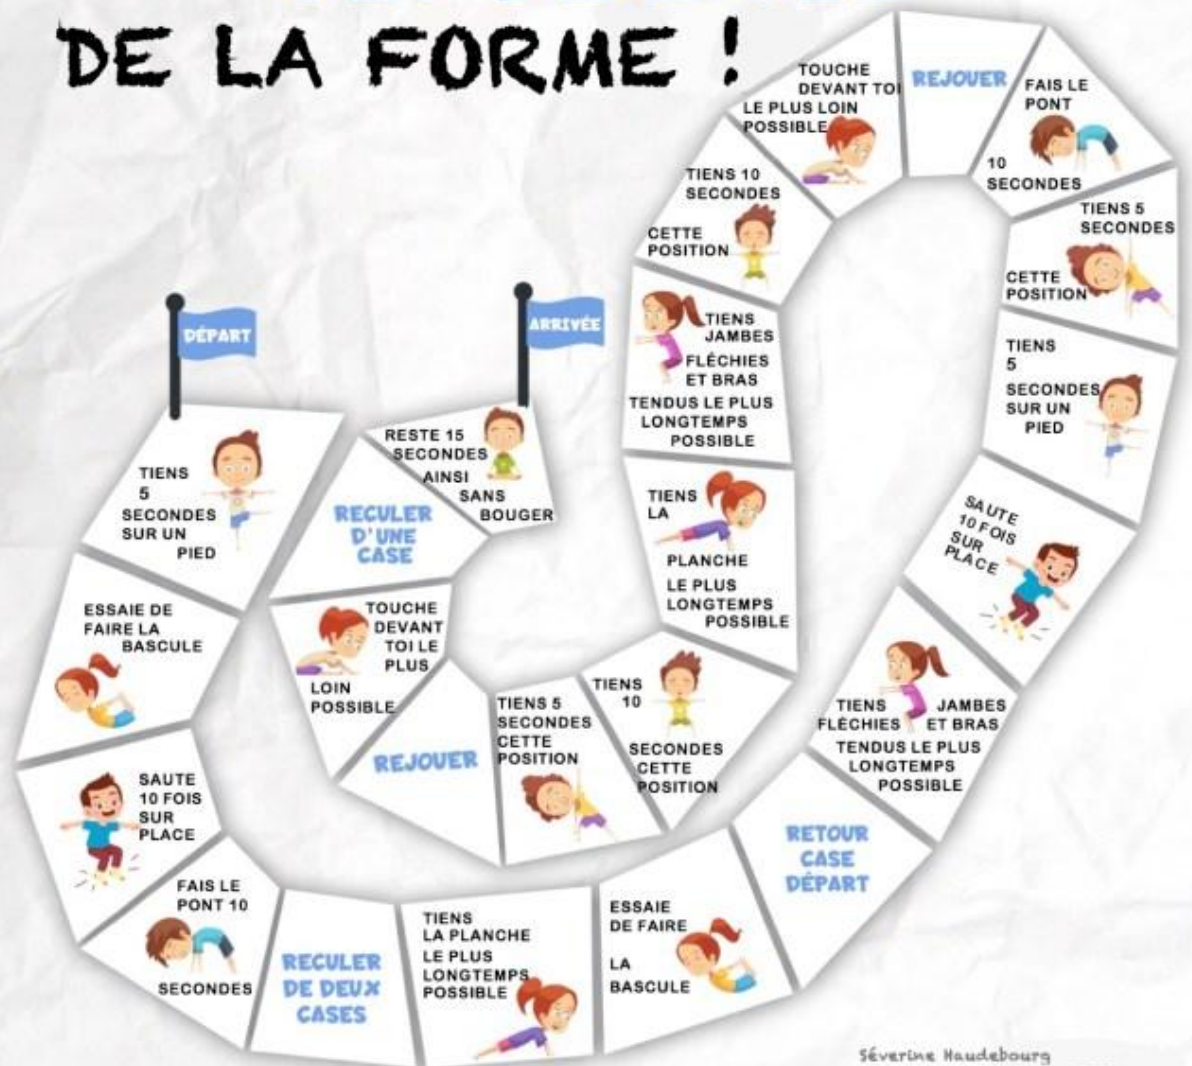 DE LA FORME !
DÉPART
TIENS
5
SECONDES
SUR UN
PIED
ESSAIE DE
FAIRE LA
BASCULE
SAUTE
10 FOIS
SUR
PLACE
FAIS LE
PONT 10
SECONDES
RECULER
DE DEUX
CASES
TIENS
LA PLANCHE
LE PLUS
LONGTEMPS
POSSIBLE
ESSAIE
DE FAIRE
LA
BASCULE
RETOUR
CASE
DÉPART
TIENS JAMBES
FLÉCHIES ET BRAS
TENDUS LE PLUS
LONGTEMPS
POSSIBLE
SAUTE
10 FOIS
SUR
PLACE
TIENS
5
SECONDES
SUR UN
PIED
TIENS 5
SECONDES
CETTE
POSITION
FAIS LE
PONT
10
SECONDES
REJOUER
TOUCHE
DEVANT TOI
LE PLUS LOIN
POSSIBLE
TIENS 10
SECONDES
CETTE
POSITION
TIENS
JAMBES
FLÉCHIES
ET BRAS
TENDUS LE PLUS
LONGTEMPS
POSSIBLE
TIENS
LA
PLANCHE
LE PLUS
LONGTEMPS
POSSIBLE
TIENS
10
SECONDES
CETTE
POSITION
TIENS 5
SECONDES
CETTE
POSITION
REJOUER
TOUCHE
DEVANT
TOI LE
PLUS
LOIN
POSSIBLE
RECULER
D'UNE
CASE
RESTE 15
SECONDES
AINSI
SANS
BOUGER
ARRIVÉE
Séverine Haudebourg